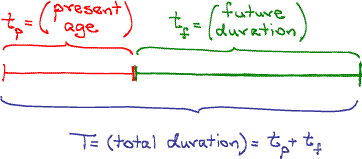 t_p = (present age)
t_f = (future duration)
T = (total duration) = t_p + t_f